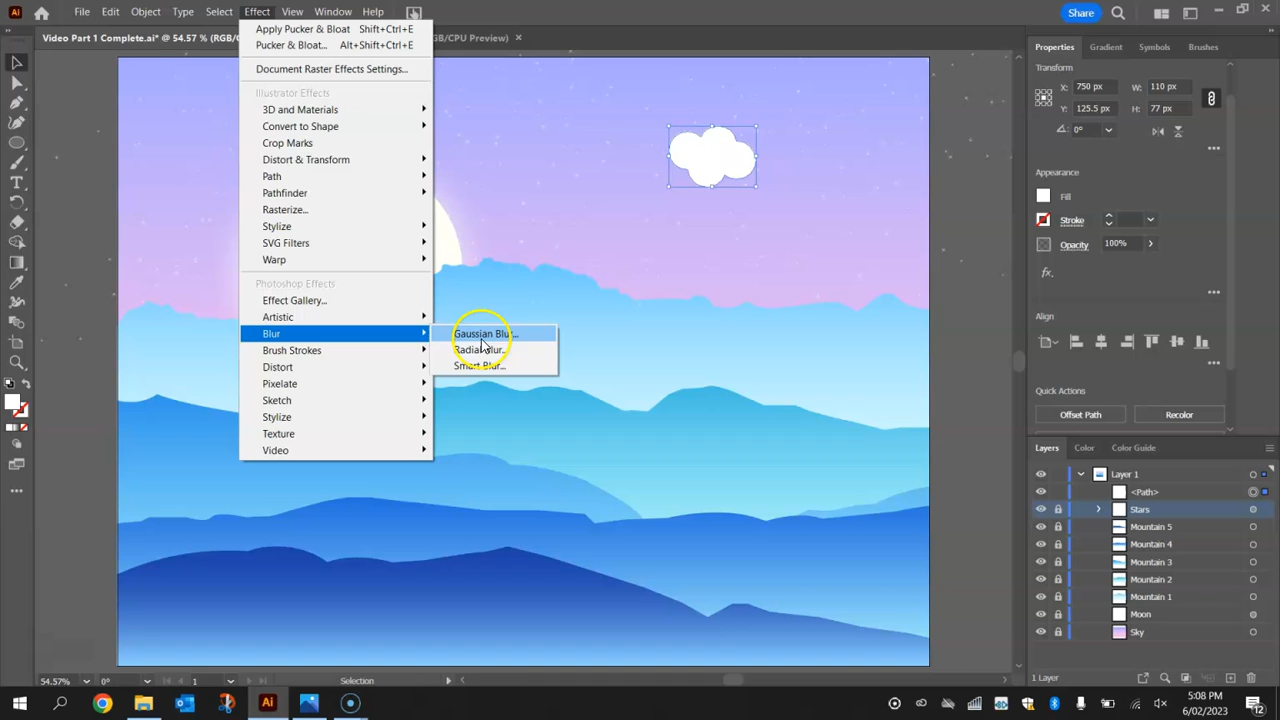 Ai File Edit Object Type Select Effect View Window Help Share
Video Part 1 Complete.ai* @ 54.57 % (RGB/C
GB/CPU Preview) ×
Apply Pucker & Bloat Shift+Ctrl+E
Pucker & Bloat... Alt+Shift+Ctrl+E
Document Raster Effects Settings...
Illustrator Effects
3D and Materials
Convert to Shape
Crop Marks
Distort & Transform
Path
Pathfinder
Rasterize...
Stylize
SVG Filters
Warp
Photoshop Effects
Effect Gallery...
Artistic
Blur
Brush Strokes
Distort
Pixelate
Sketch
Stylize
Texture
Video
Gaussian Blur...
Radial Blur...
Smart Blur...
Properties Gradient Symbols Brushes
Transform
X: 750 px W: 110 px
Y: 125.5 px H: 77 px
0°
Appearance
Fill
Stroke
Opacity 100%
fx.
Align
Quick Actions
Offset Path Recolor
Layers Color Color Guide
Layer 1
<Path>
Stars
Mountain 5
Mountain 4
Mountain 3
Mountain 2
Mountain 1
Moon
Sky
1 Layer
54.57% 0° 1 Selection
Ai
5:08 PM
6/02/2023
12